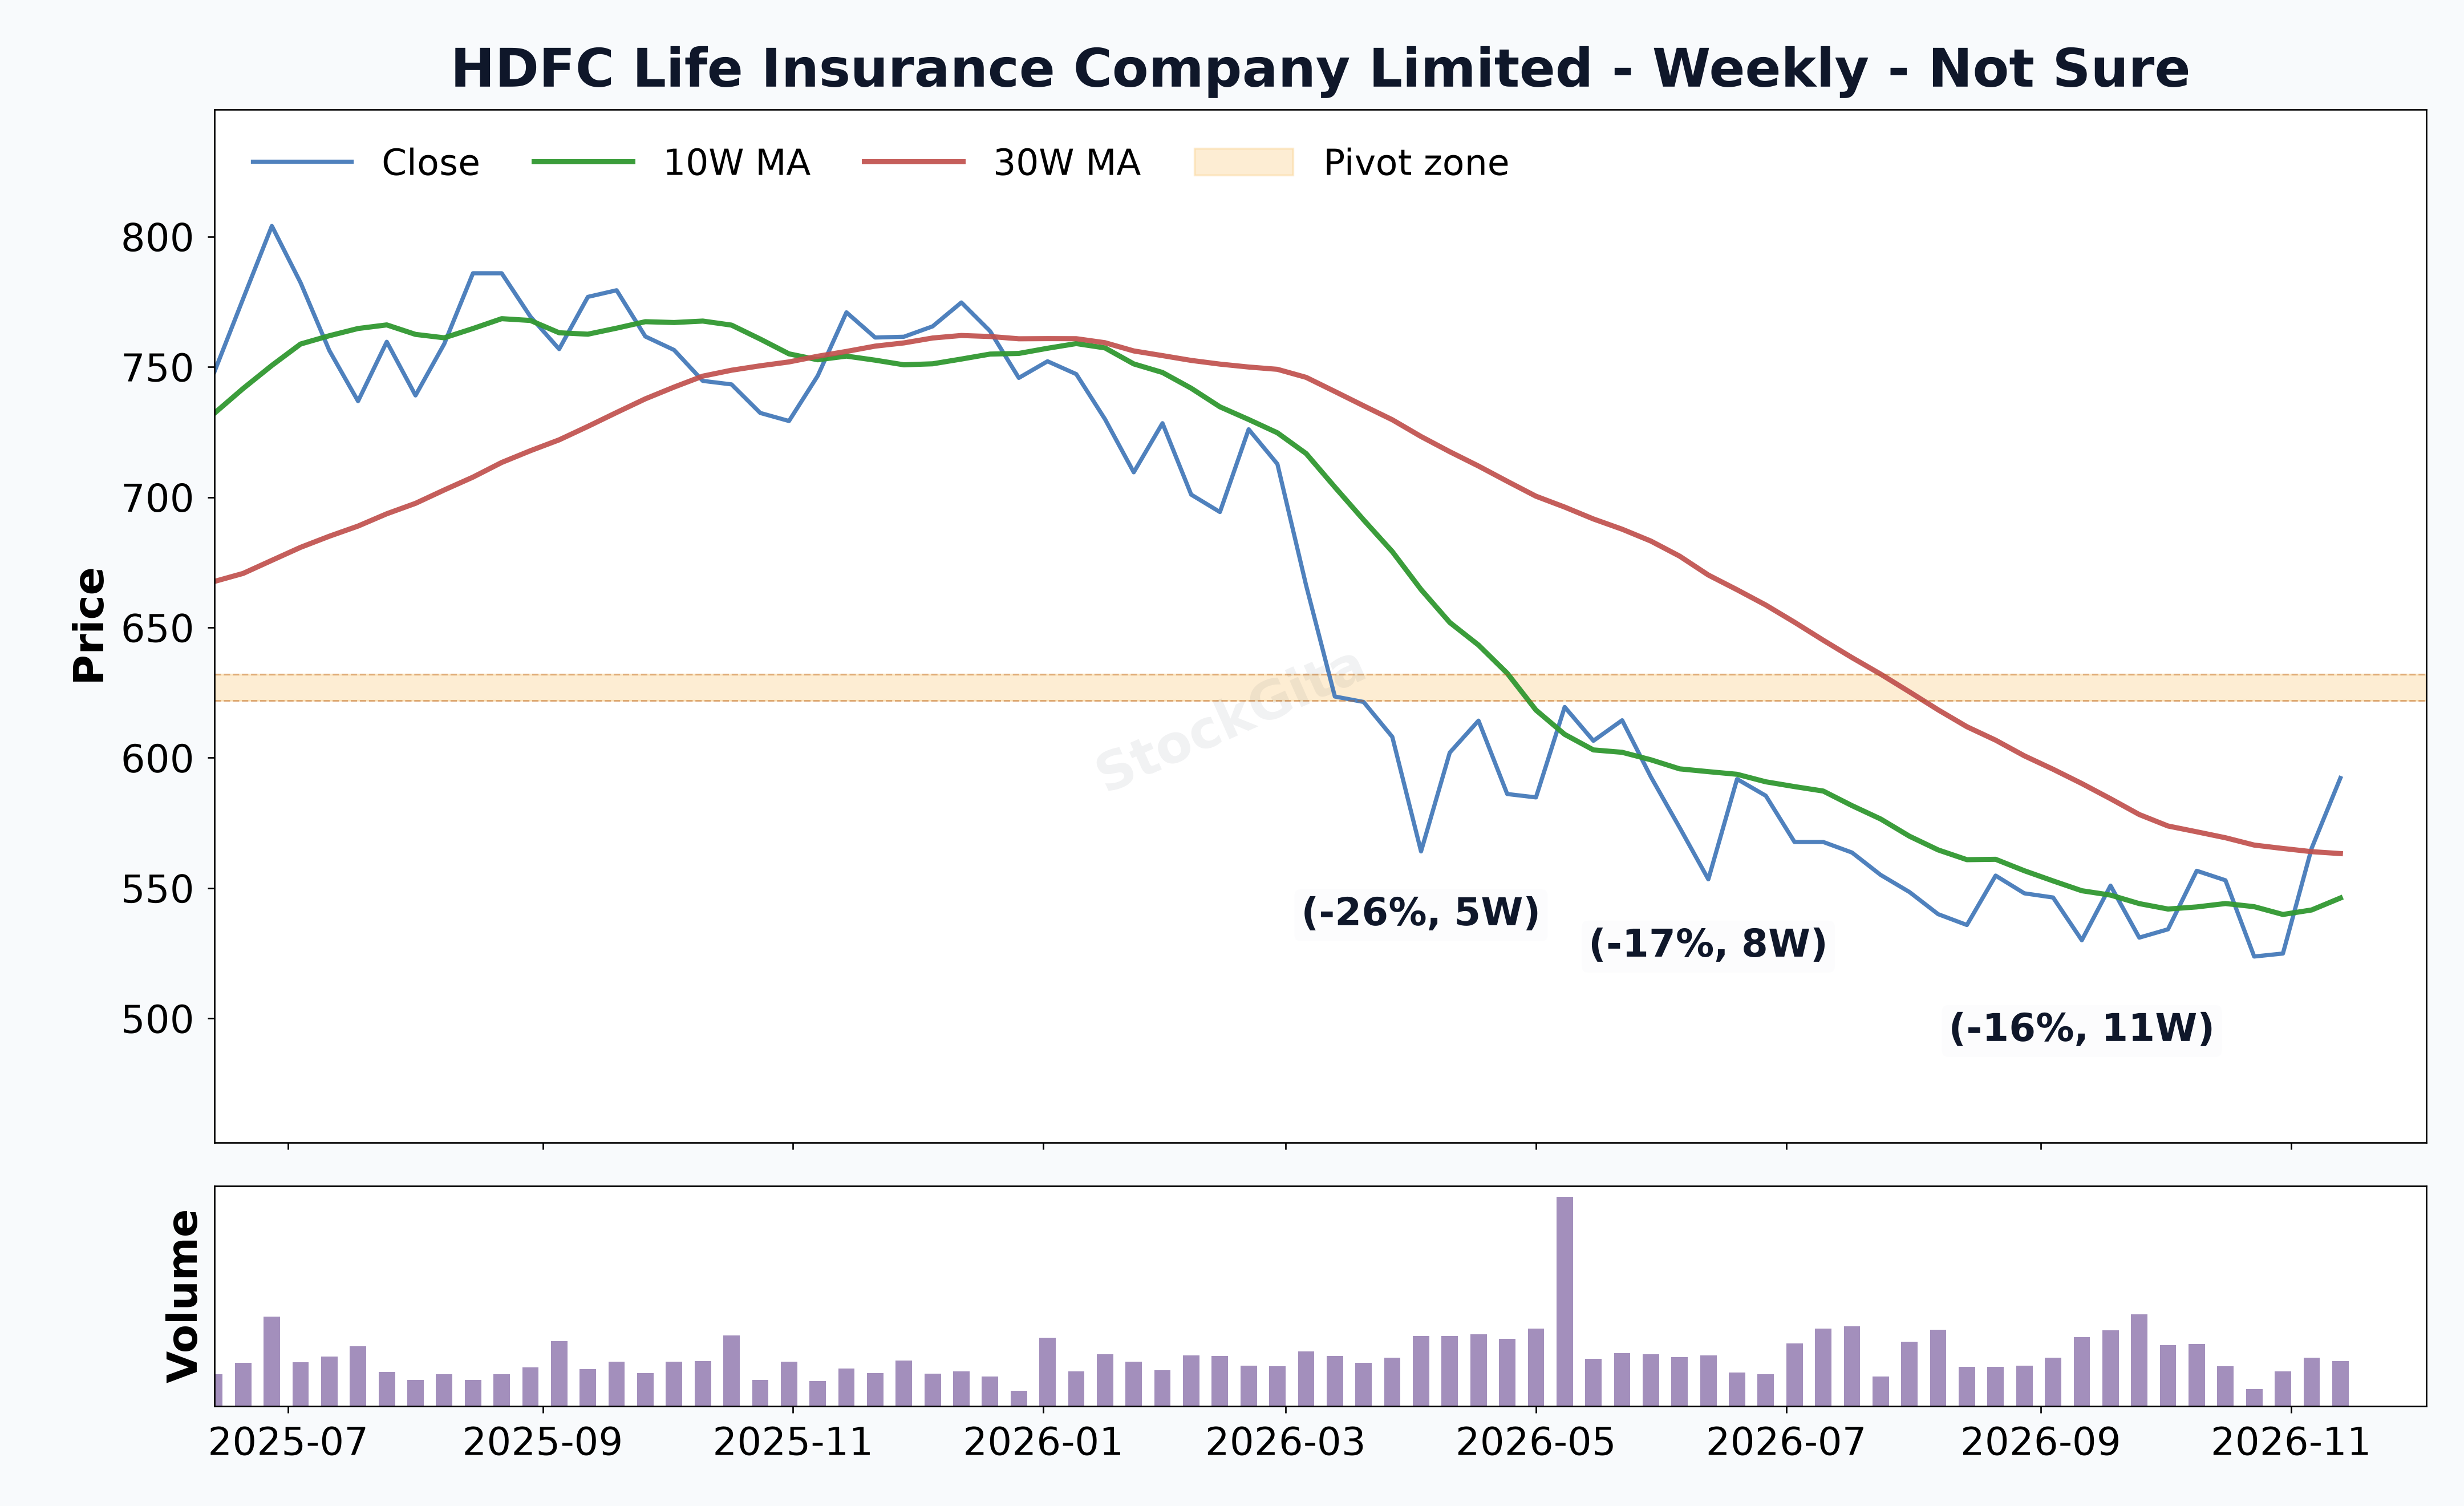 HDFC Life Insurance Company Limited - Weekly - Not Sure
Close 10W MA 30W MA Pivot zone
800
750
700
650
600
550
500
Price
StockGita
(-26%, 5W)
(-17%, 8W)
(-16%, 11W)
Volume
2025-07 2025-09 2025-11 2026-01 2026-03 2026-05 2026-07 2026-09 2026-11